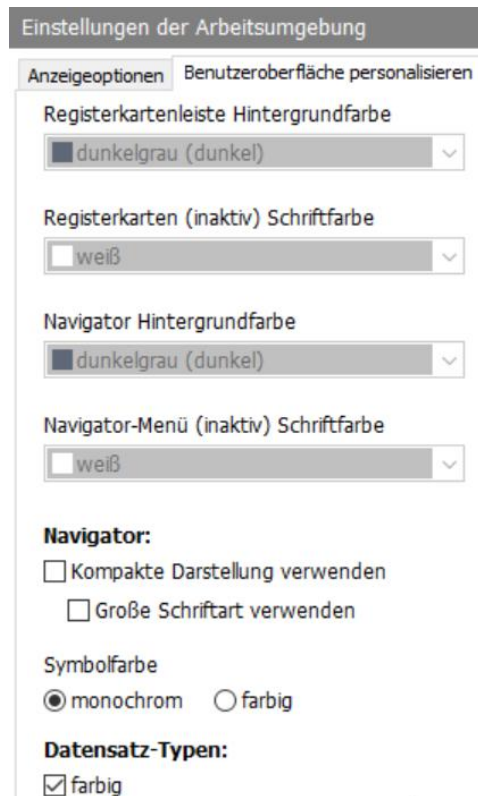 Einstellungen der Arbeitsumgebung
Anzeigeoptionen Benutzeroberfläche personalisieren
Registerkartenleiste Hintergrundfarbe
dunkelgrau (dunkel)
Registerkarten (inaktiv) Schriftfarbe
weiß
Navigator Hintergrundfarbe
dunkelgrau (dunkel)
Navigator-Menü (inaktiv) Schriftfarbe
weiß
Navigator:
Kompakte Darstellung verwenden
Große Schriftart verwenden
Symbolfarbe
monochrom farbig
Datensatz-Typen:
farbig